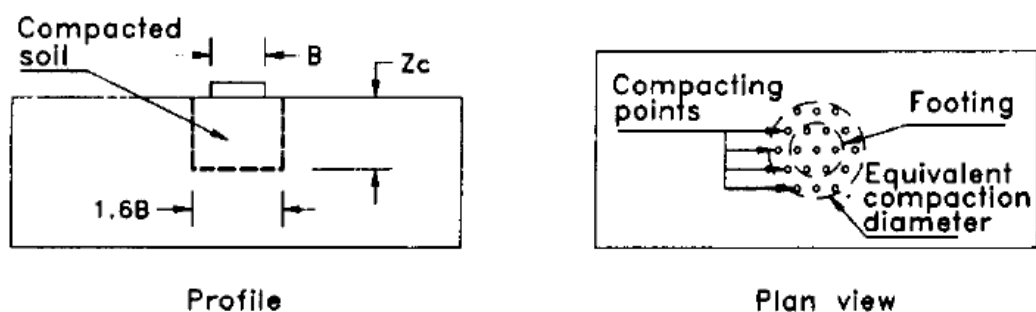 Compacted
soil
B
Zc
1.6B
Profile
Compacting
points
Footing
Equivalent
compaction
diameter
Plan view